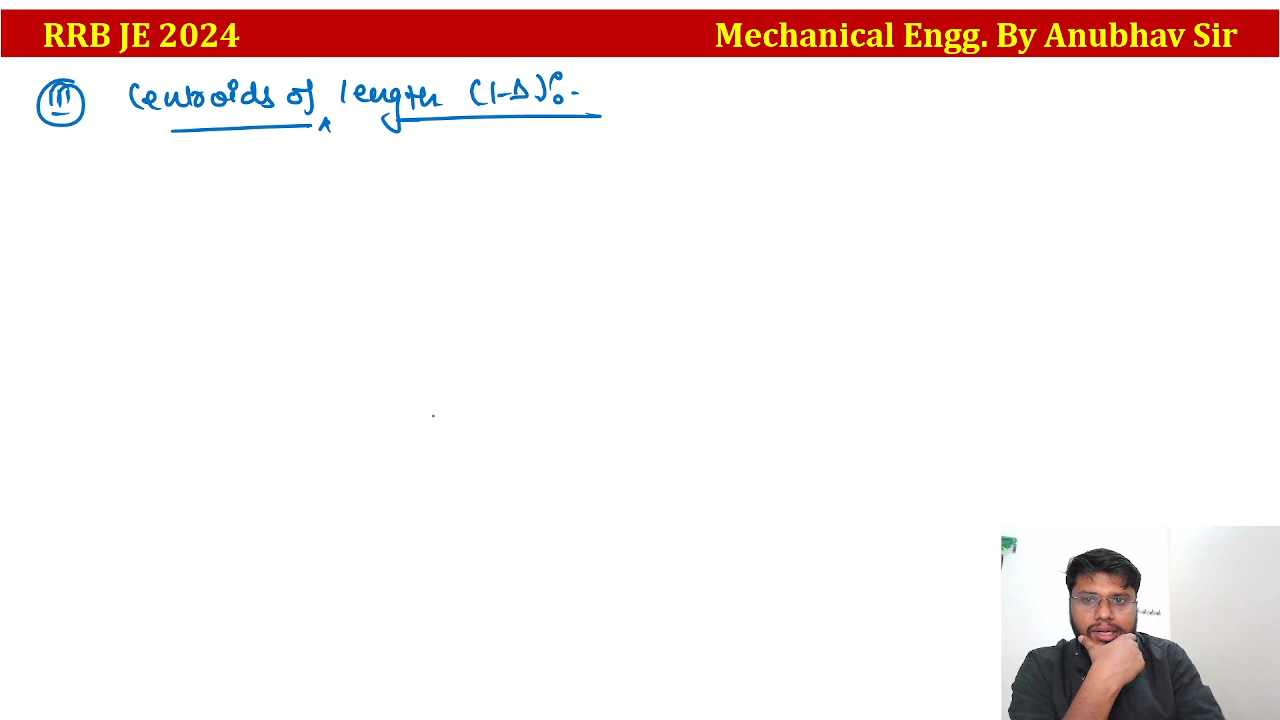 RRB JE 2024
Mechanical Engg. By Anubhav Sir
III Centroids of length (1-D) :-